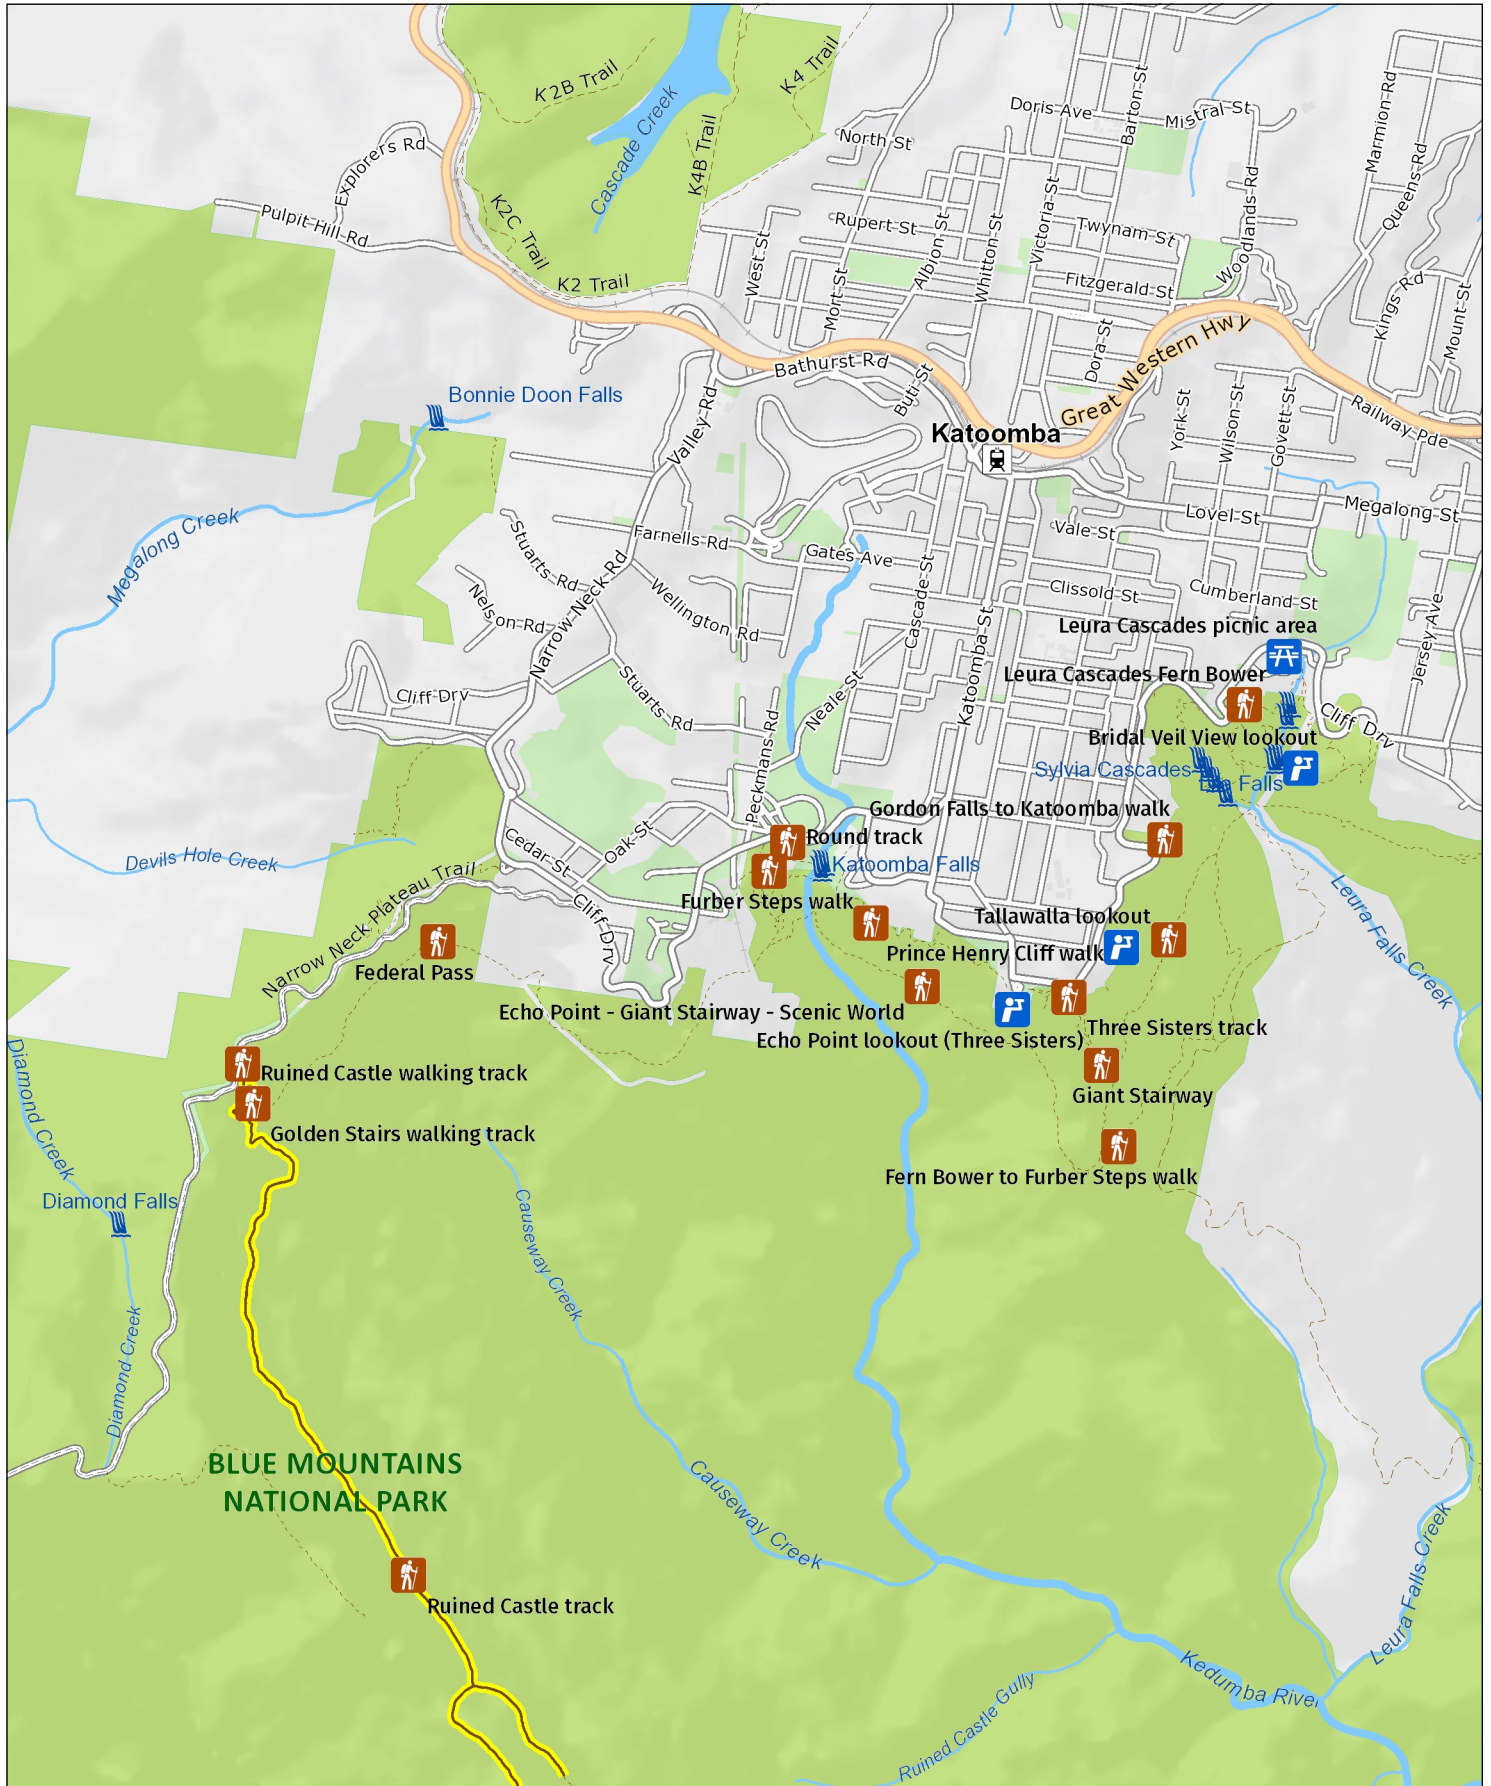 K2B Trail
K4 Trail
Cascade Creek
K4B Trail
North St
Doris Ave
Barton St
Mistral St
Marmion Rd
Queens Rd
Explorers Rd
Pulpit Hill Rd
K2C Trail
K2 Trail
West St
Rupert St
Mort St
Albion St
Whitton St
Victoria St
Twynam St
Woodlands Rd
Fitzgerald St
Kings Rd
Mount St
Dora St
Great Western Hwy
Bathurst Rd
Buti St
Valley Rd
Bonnie Doon Falls
Katoomba
York St
Wilson St
Govett St
Railway Pde
Megalong Creek
Stuarts Rd
Farnells Rd
Gates Ave
Vale St
Lovel St
Megalong St
Nelson Rd
Narrow Neck Rd
Wellington Rd
Cascade St
Clissold St
Cumberland St
Jersey Ave
Leura Cascades picnic area
Cliff Drv
Stuarts Rd
Neale St
Katoomba St
Leura Cascades Fern Bower
Cliff Drv
Bridal Veil View lookout
Sylvia Cascades
Falls
Peckmans Rd
Gordon Falls to Katoomba walk
Devils Hole Creek
Cedar St
Oak St
Round track
Katoomba Falls
Furber Steps walk
Narrow Neck Plateau Trail
Cliff Drv
Tallawalla lookout
Leura Falls Creek
Federal Pass
Prince Henry Cliff walk
Echo Point - Giant Stairway - Scenic World
Echo Point lookout (Three Sisters)
Three Sisters track
Diamond Creek
Ruined Castle walking track
Giant Stairway
Golden Stairs walking track
Fern Bower to Furber Steps walk
Diamond Falls
Causeway Creek
Diamond Creek
BLUE MOUNTAINS
NATIONAL PARK
Causeway Creek
Ruined Castle track
Leura Falls Creek
Kedumba River
Ruined Castle Gully